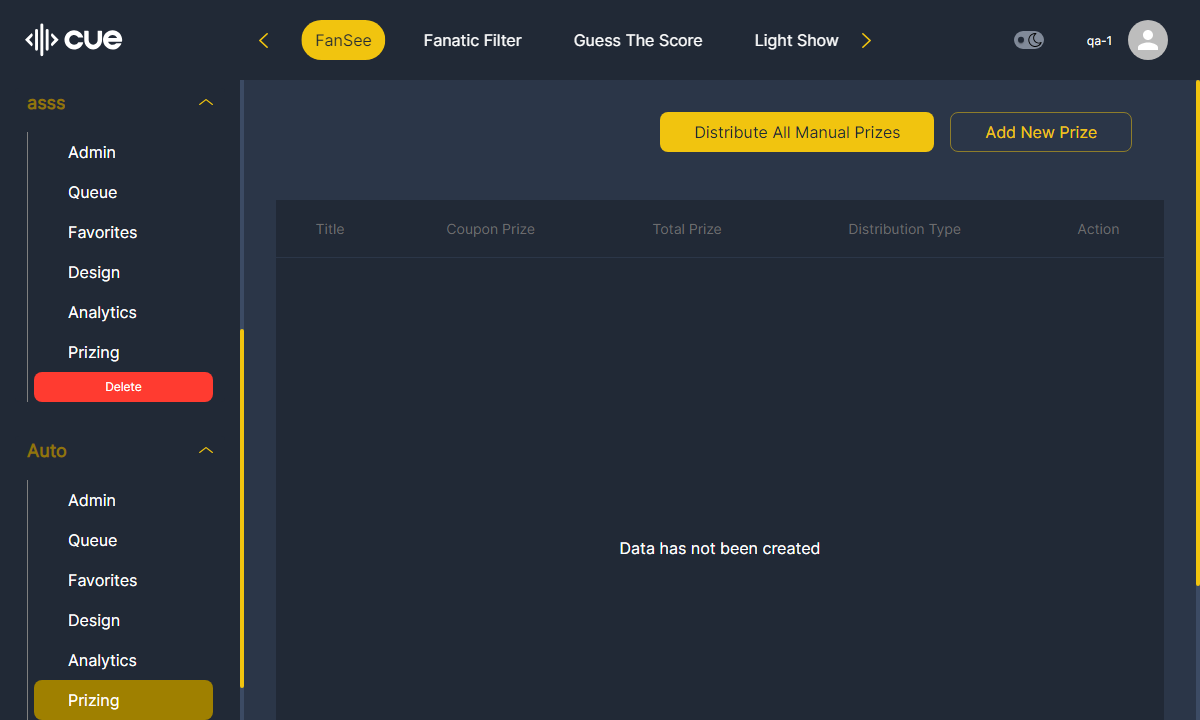 CUE
FanSee
Fanatic Filter
Guess The Score
Light Show
qa-1
asss
Admin
Queue
Favorites
Design
Analytics
Prizing
Delete
Auto
Admin
Queue
Favorites
Design
Analytics
Prizing
Distribute All Manual Prizes
Add New Prize
Title Coupon Prize Total Prize Distribution Type Action
Data has not been created